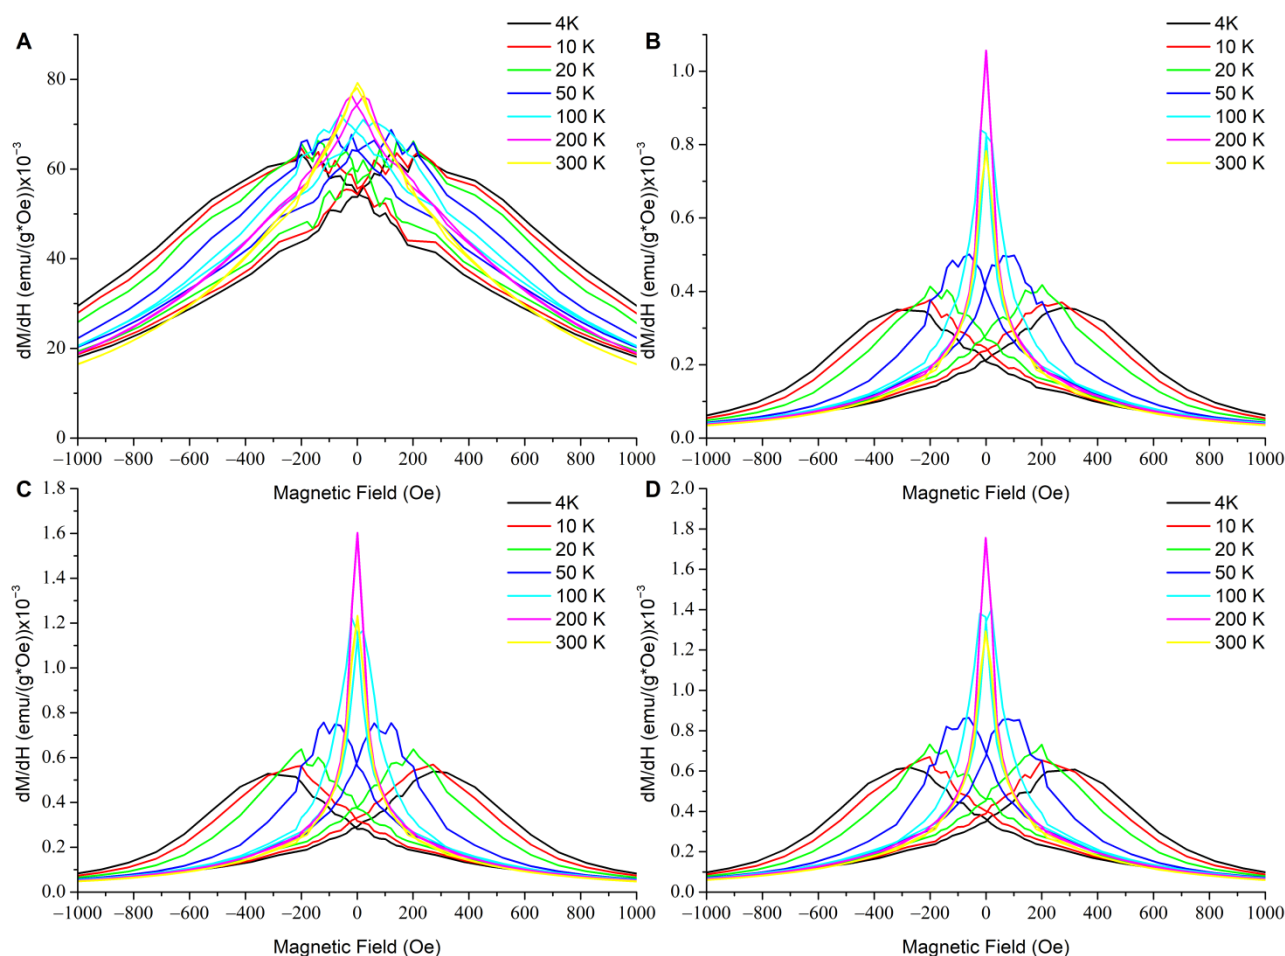 A
dM/dH (emu/(g*Oe))x10⁻³
80
60
40
20
0
−1000 −800 −600 −400 −200 0 200 400 600 800 1000
Magnetic Field (Oe)
4K
10 K
20 K
50 K
100 K
200 K
300 K
B
dM/dH (emu/(g*Oe))x10⁻³
1.0
0.8
0.6
0.4
0.2
0.0
−1000 −800 −600 −400 −200 0 200 400 600 800 1000
Magnetic Field (Oe)
4K
10 K
20 K
50 K
100 K
200 K
300 K
C
dM/dH (emu/(g*Oe))x10⁻³
1.8
1.6
1.4
1.2
1.0
0.8
0.6
0.4
0.2
0.0
−1000 −800 −600 −400 −200 0 200 400 600 800 1000
Magnetic Field (Oe)
4K
10 K
20 K
50 K
100 K
200 K
300 K
D
dM/dH (emu/(g*Oe))x10⁻³
2.0
1.8
1.6
1.4
1.2
1.0
0.8
0.6
0.4
0.2
0.0
−1000 −800 −600 −400 −200 0 200 400 600 800 1000
Magnetic Field (Oe)
4K
10 K
20 K
50 K
100 K
200 K
300 K